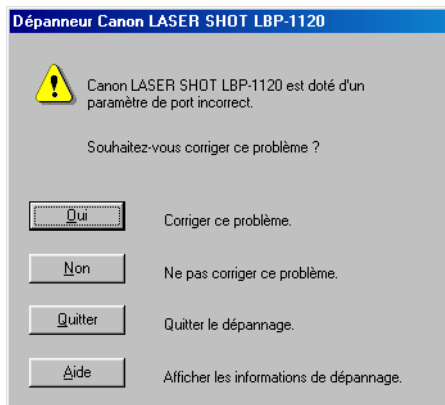 Dépanneur Canon LASER SHOT LBP-1120
Canon LASER SHOT LBP-1120 est doté d'un
paramètre de port incorrect.
Souhaitez-vous corriger ce problème ?
Oui Corriger ce problème.
Non Ne pas corriger ce problème.
Quitter Quitter le dépannage.
Aide Afficher les informations de dépannage.